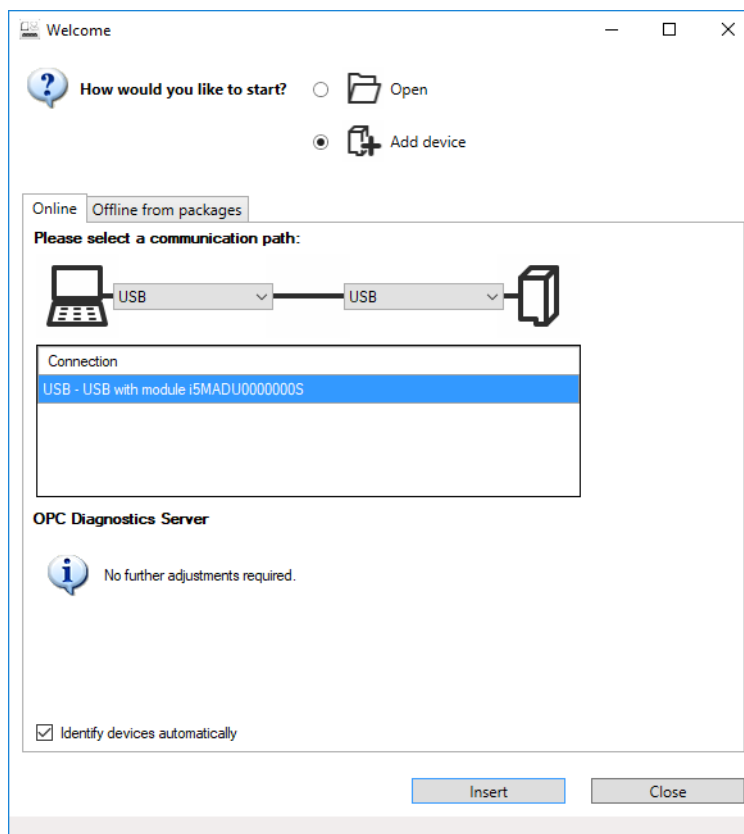 Welcome
How would you like to start?
Open
Add device
Online
Offline from packages
Please select a communication path:
USB
USB
Connection
USB - USB with module i5MADU0000000S
OPC Diagnostics Server
No further adjustments required.
Identify devices automatically
Insert
Close